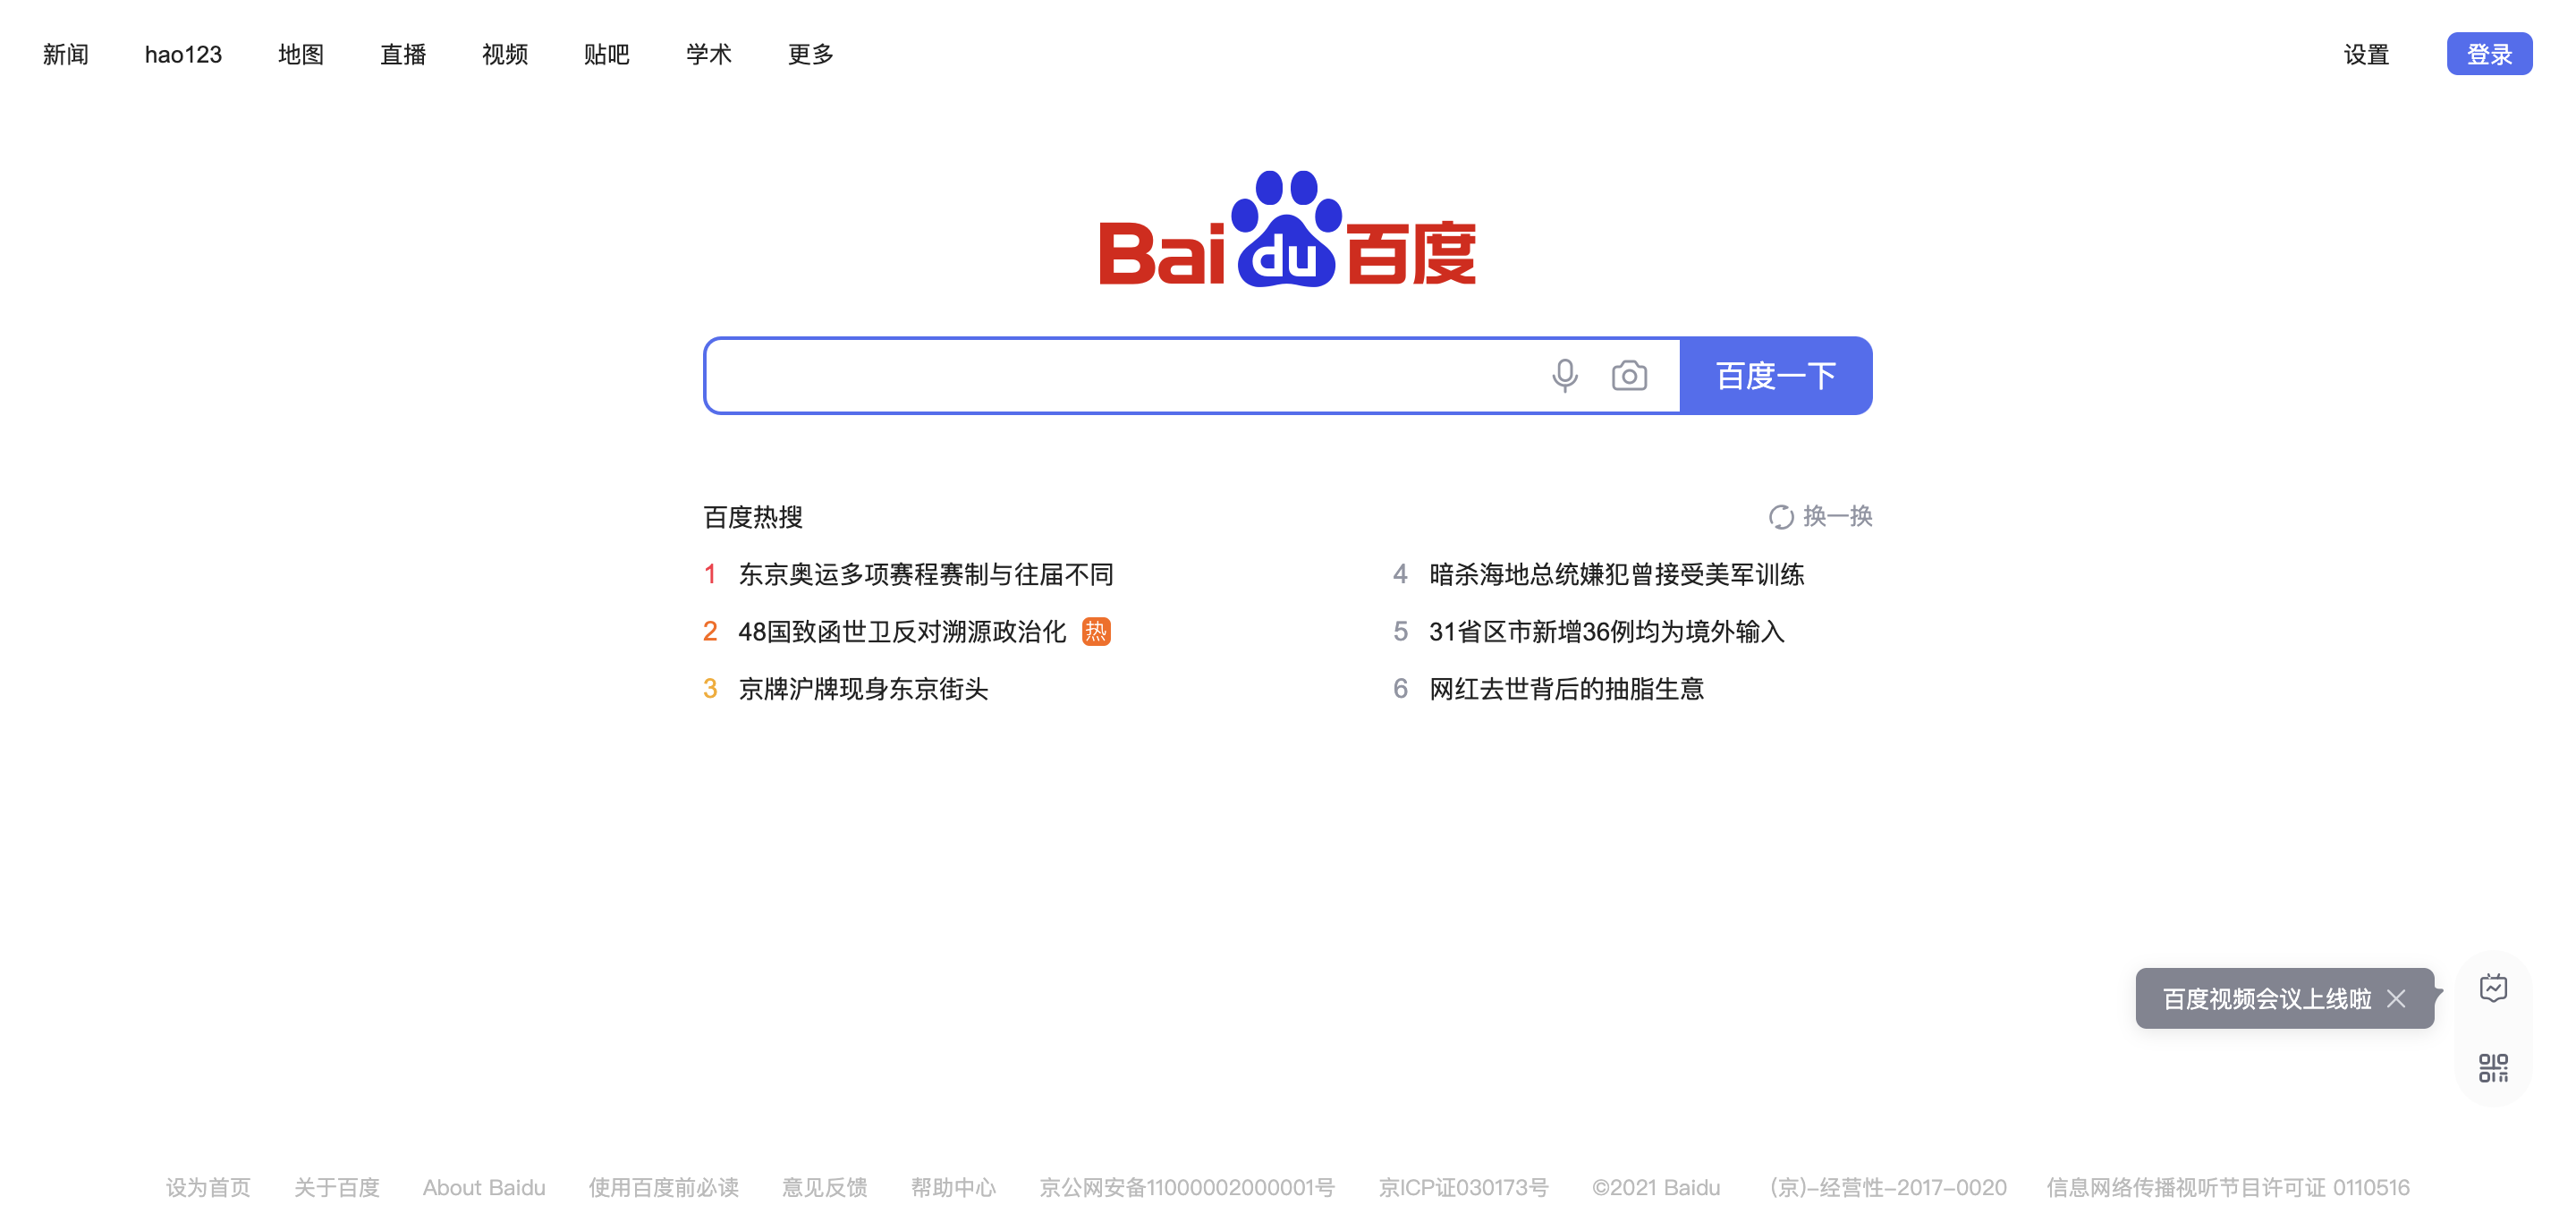 新闻 hao123 地图 直播 视频 贴吧 学术 更多 设置 登录
Bai du 百度
百度一下
百度热搜 换一换
1 东京奥运多项赛程赛制与往届不同
2 48国致函世卫反对溯源政治化 热
3 京牌沪牌现身东京街头
4 暗杀海地总统嫌犯曾接受美军训练
5 31省区市新增36例均为境外输入
6 网红去世背后的抽脂生意
百度视频会议上线啦
设为首页 关于百度 About Baidu 使用百度前必读 意见反馈 帮助中心 京公网安备11000002000001号 京ICP证030173号 ©2021 Baidu (京)-经营性-2017-0020 信息网络传播视听节目许可证 0110516